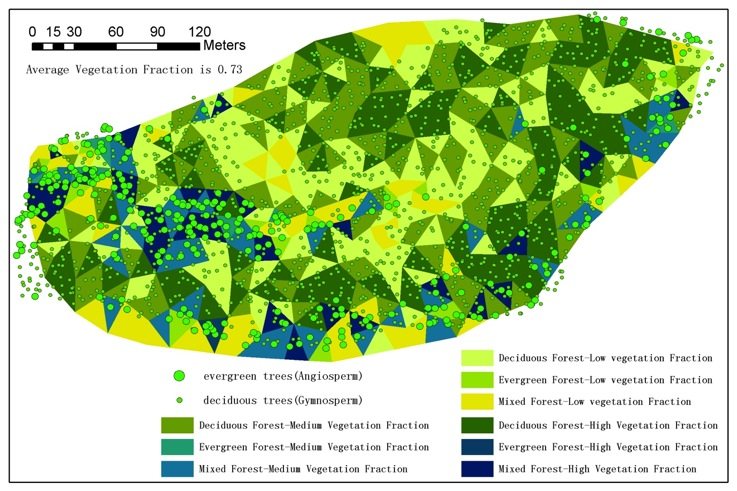 0 15 30 60 90 120
Meters
Average Vegetation Fraction is 0.73
evergreen trees(Angiosperm)
deciduous trees(Gymnosperm)
Deciduous Forest-Medium Vegetation Fraction
Evergreen Forest-Medium Vegetation Fraction
Mixed Forest-Medium Vegetation Fraction
Deciduous Forest-Low vegetation Fraction
Evergreen Forest-Low vegetation Fraction
Mixed Forest-Low vegetation Fraction
Deciduous Forest-High Vegetation Fraction
Evergreen Forest-High Vegetation Fraction
Mixed Forest-High Vegetation Fraction